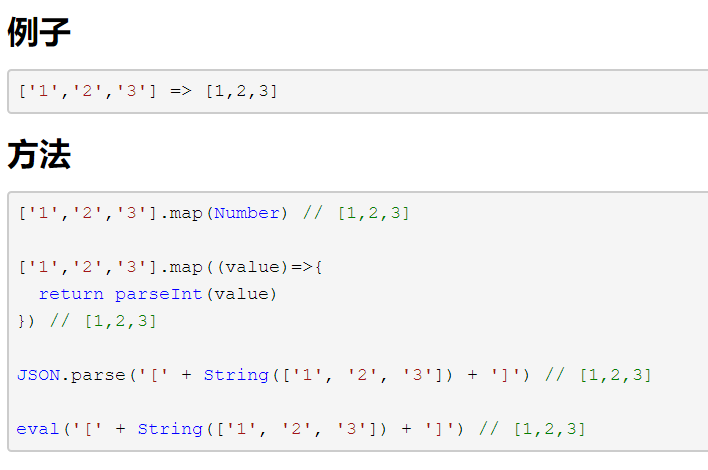 例子
['1','2','3'] => [1,2,3]
方法
['1','2','3'].map(Number) // [1,2,3]
['1','2','3'].map((value)=>{
  return parseInt(value)
}) // [1,2,3]
JSON.parse('[' + String(['1', '2', '3']) + ']') // [1,2,3]
eval('[' + String(['1', '2', '3']) + ']') // [1,2,3]